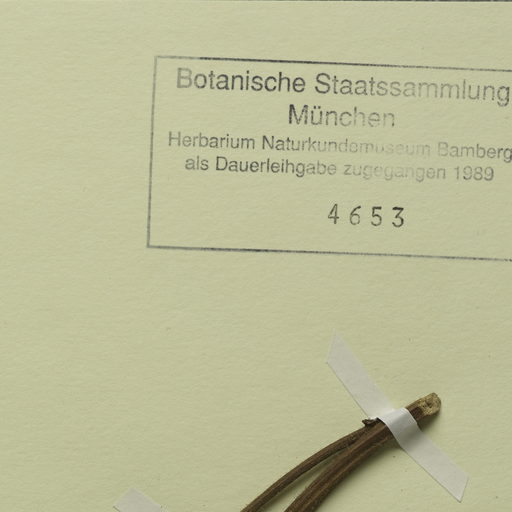 Botanische Staatssammlung
München
Herbarium Naturkundemuseum Bamberg
als Dauerleihgabe zugegangen 1989
4653